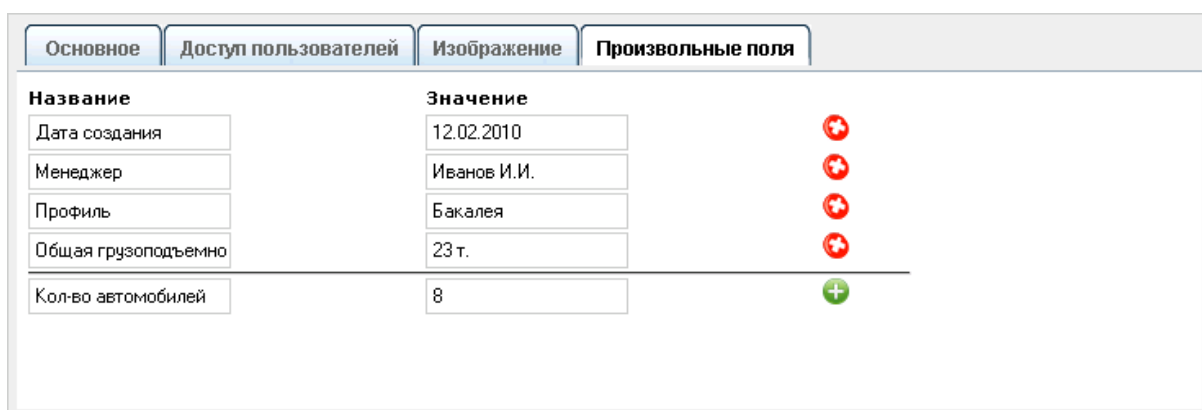 Основное Доступ пользователей Изображение Произвольные поля
Название Значение
Дата создания 12.02.2010
Менеджер Иванов И.И.
Профиль Бакалея
Общая грузоподъемно 23 т.
Кол-во автомобилей 8